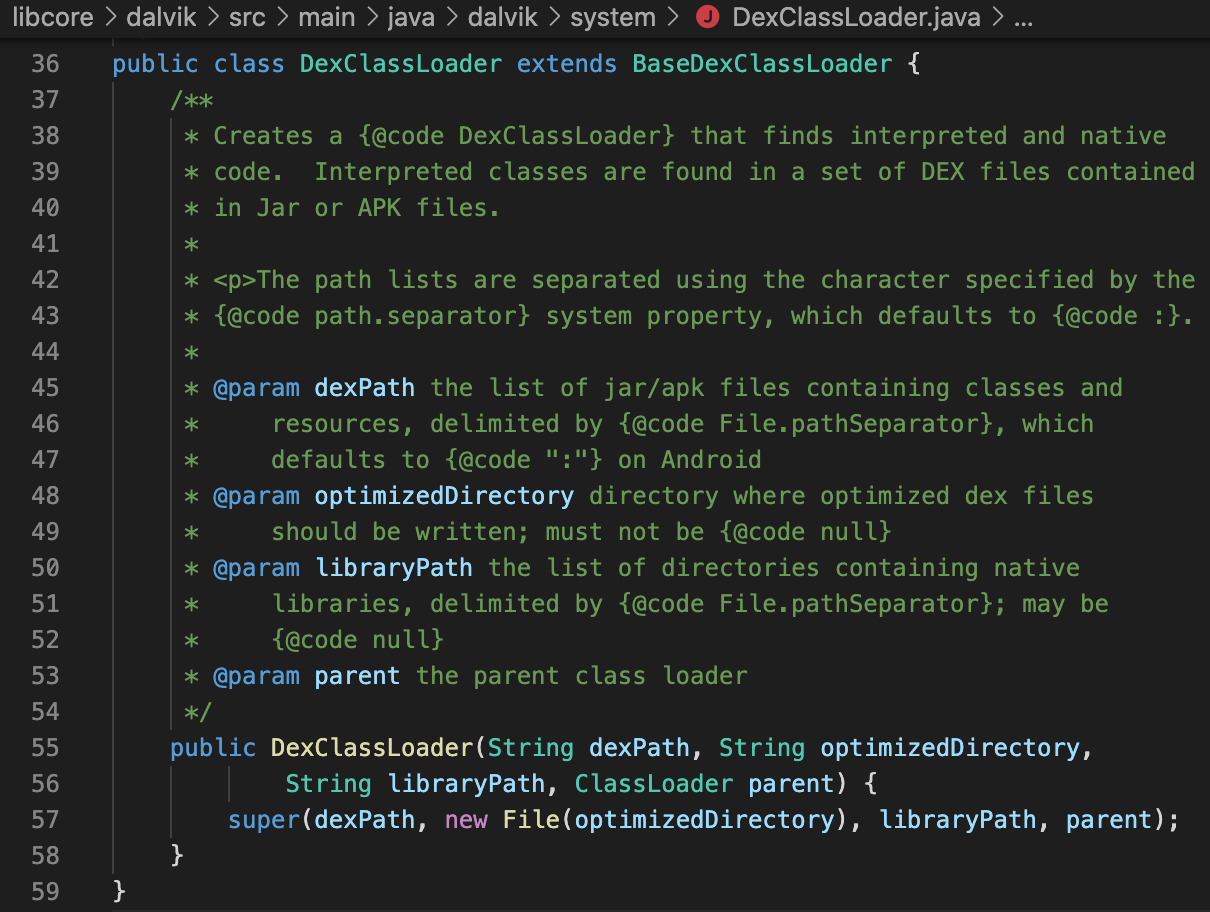 libcore > dalvik > src > main > java > dalvik > system > J DexClassLoader.java > ...
36 public class DexClassLoader extends BaseDexClassLoader {
37     /**
38      * Creates a {@code DexClassLoader} that finds interpreted and native
39      * code.  Interpreted classes are found in a set of DEX files contained
40      * in Jar or APK files.
41      *
42      * <p>The path lists are separated using the character specified by the
43      * {@code path.separator} system property, which defaults to {@code :}.
44      *
45      * @param dexPath the list of jar/apk files containing classes and
46      *     resources, delimited by {@code File.pathSeparator}, which
47      *     defaults to {@code ":"} on Android
48      * @param optimizedDirectory directory where optimized dex files
49      *     should be written; must not be {@code null}
50      * @param libraryPath the list of directories containing native
51      *     libraries, delimited by {@code File.pathSeparator}; may be
52      *     {@code null}
53      * @param parent the parent class loader
54      */
55     public DexClassLoader(String dexPath, String optimizedDirectory,
56             String libraryPath, ClassLoader parent) {
57         super(dexPath, new File(optimizedDirectory), libraryPath, parent);
58     }
59 }